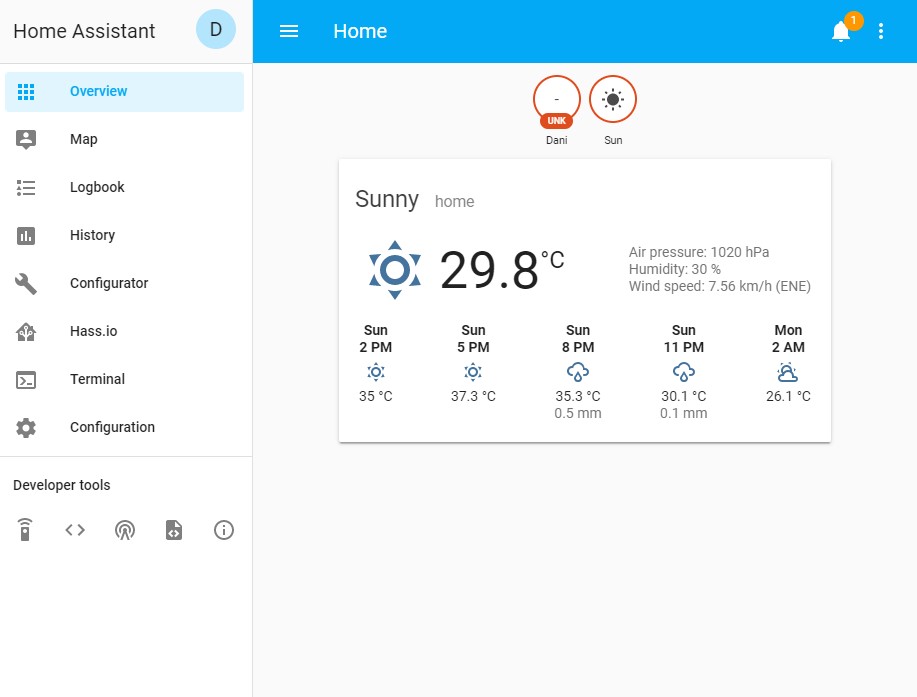 Home Assistant
D
Home
1
Overview
Map
Logbook
History
Configurator
Hass.io
Terminal
Configuration
Developer tools
-
UNK
Dani
Sun
Sunny home
29.8 °C
Air pressure: 1020 hPa
Humidity: 30 %
Wind speed: 7.56 km/h (ENE)
Sun Sun Sun Sun Mon
2 PM 5 PM 8 PM 11 PM 2 AM
35 °C 37.3 °C 35.3 °C 30.1 °C 26.1 °C
0.5 mm 0.1 mm